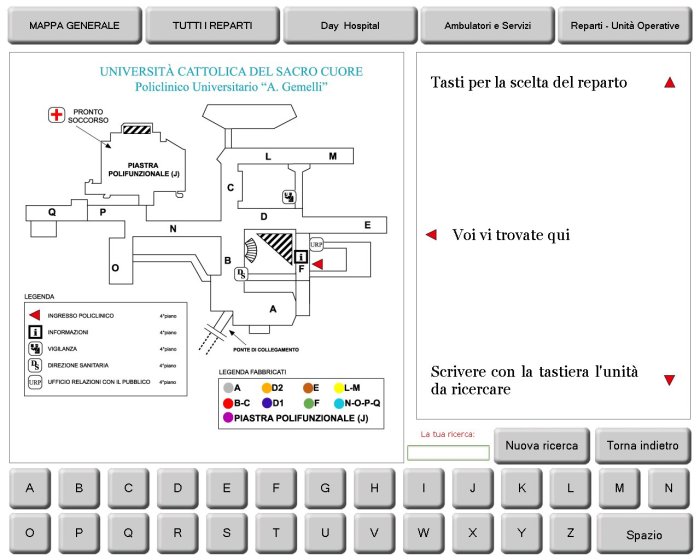 MAPPA GENERALE
TUTTI I REPARTI
Day Hospital
Ambulatori e Servizi
Reparti - Unità Operative
UNIVERSITÀ CATTOLICA DEL SACRO CUORE
Policlinico Universitario “A. Gemelli”
PRONTO
SOCCORSO
PIASTRA
POLIFUNZIONALE (J)
L
M
C
Q
P
D
N
E
URP
B
i
F
O
DS
A
PONTE DI COLLEGAMENTO
LEGENDA
INGRESSO POLICLINICO 4°piano
i INFORMAZIONI 4°piano
VIGILANZA 4°piano
DS DIREZIONE SANITARIA 4°piano
URP UFFICIO RELAZIONI CON IL PUBBLICO 4°piano
LEGENDA FABBRICATI
A D2 E L-M
B-C D1 F N-O-P-Q
PIASTRA POLIFUNZIONALE (J)
Tasti per la scelta del reparto
Voi vi trovate qui
Scrivere con la tastiera l'unità
da ricercare
La tua ricerca:
Nuova ricerca
Torna indietro
A B C D E F G H I J K L M N
O P Q R S T U V W X Y Z Spazio